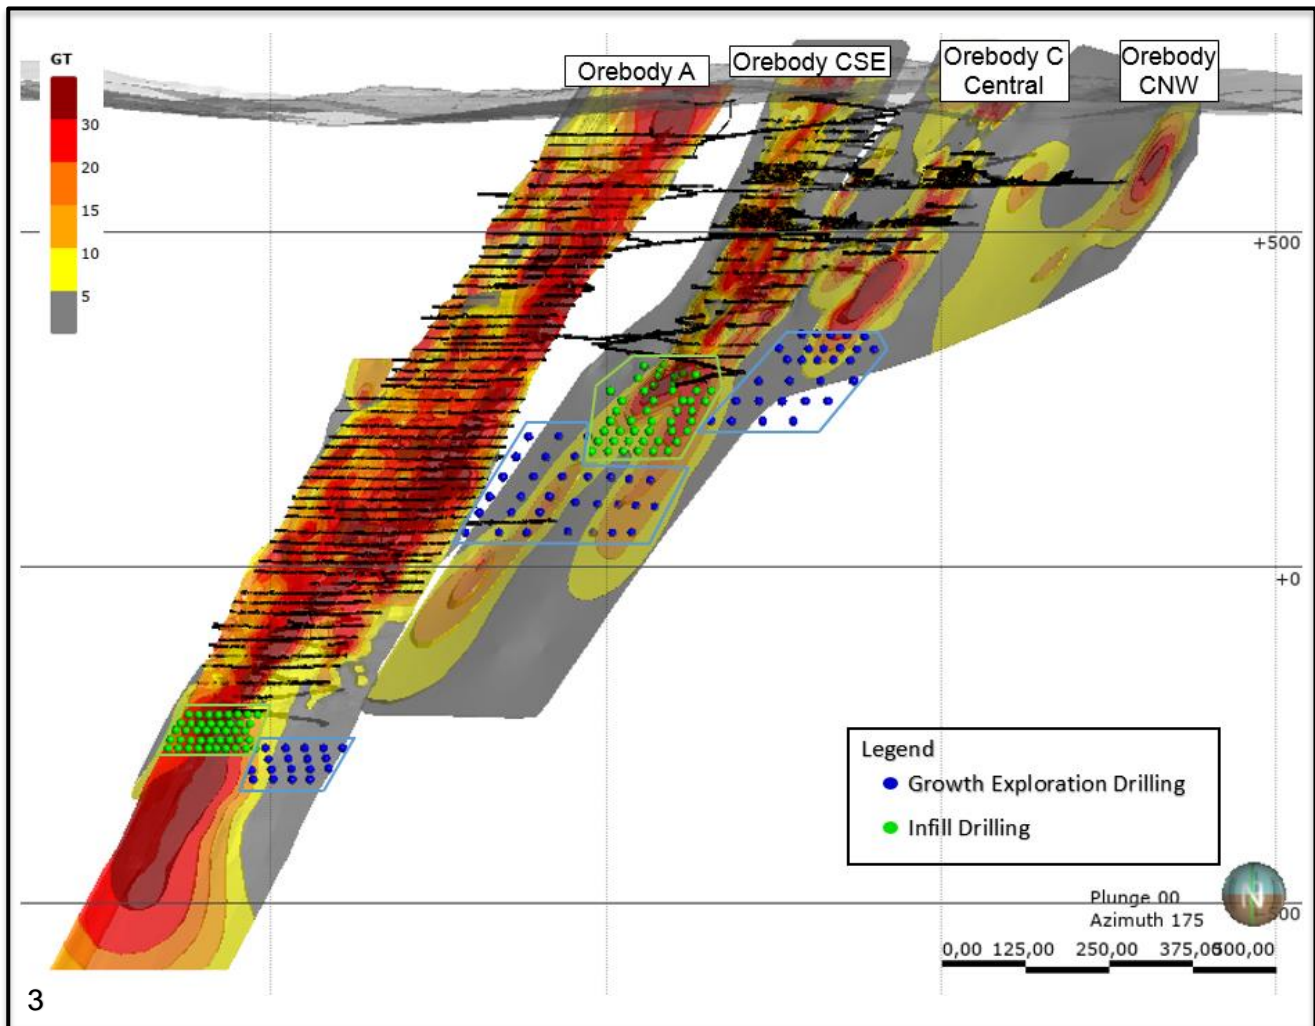 GT
30
20
15
10
5
Orebody A
Orebody CSE
Orebody C
Central
Orebody
CNW
+500
+0
Legend
Growth Exploration Drilling
Infill Drilling
Plunge 00
Azimuth 175
N
-500
0,00 125,00 250,00 375,00 500,00
3